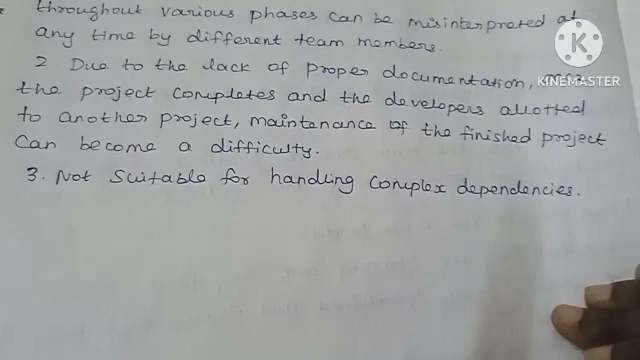 throughout various phases can be misinterpreted at
any time by different team members.
2 Due to the lack of proper documentation,
the project completes and the developers allotted
to another project, maintenance of the finished project
can become a difficulty.
3. Not suitable for handling complex dependencies.
KINEMASTER